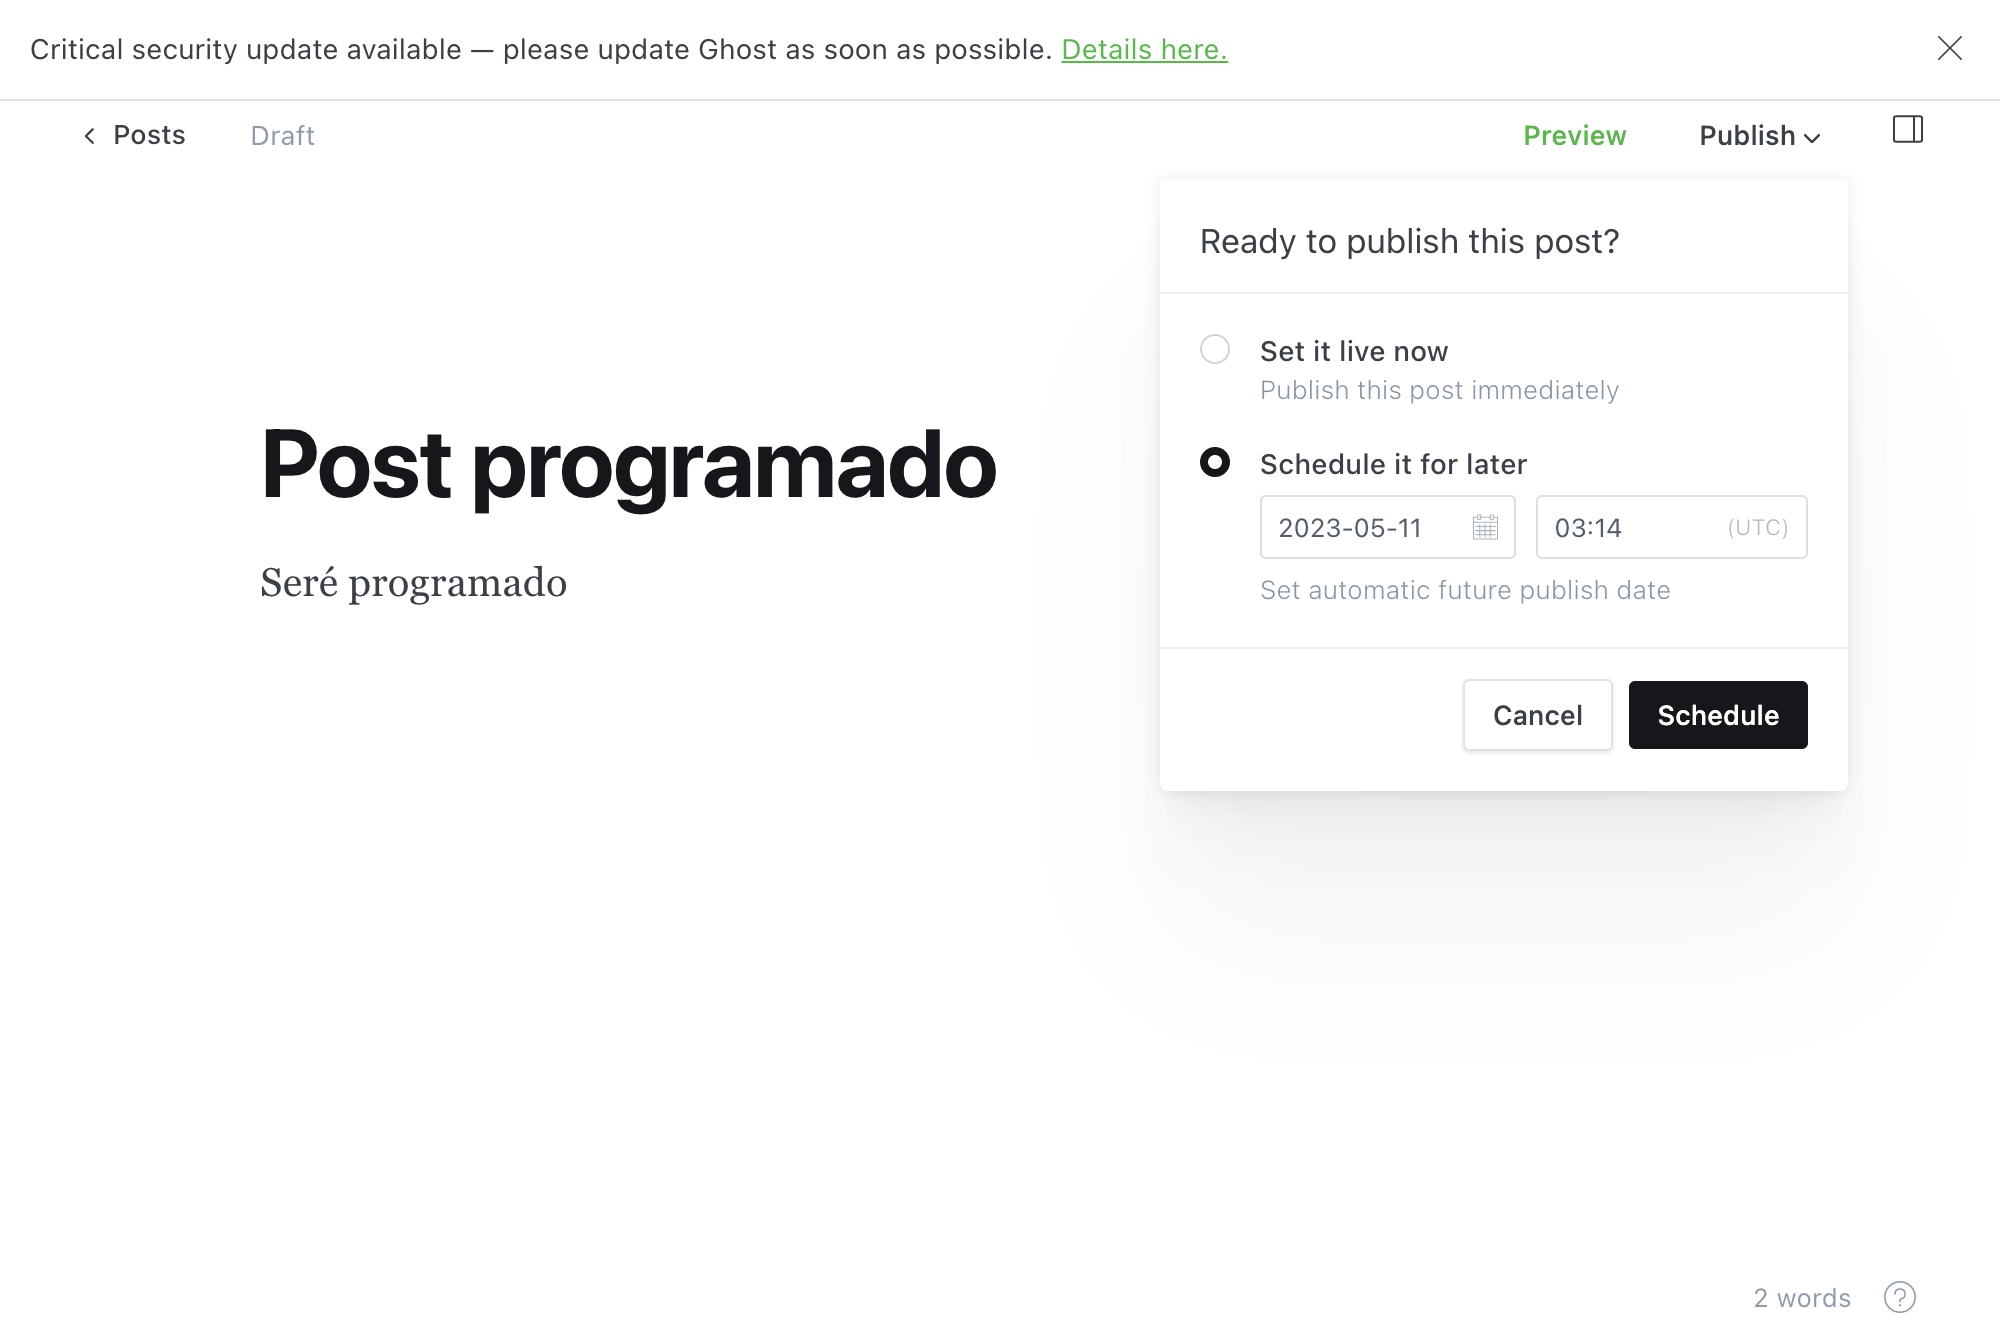 Critical security update available — please update Ghost as soon as possible. Details here.
Posts
Draft
Preview
Publish
Ready to publish this post?
Set it live now
Publish this post immediately
Schedule it for later
2023-05-11
03:14 (UTC)
Set automatic future publish date
Cancel
Schedule
Post programado
Seré programado
2 words
?